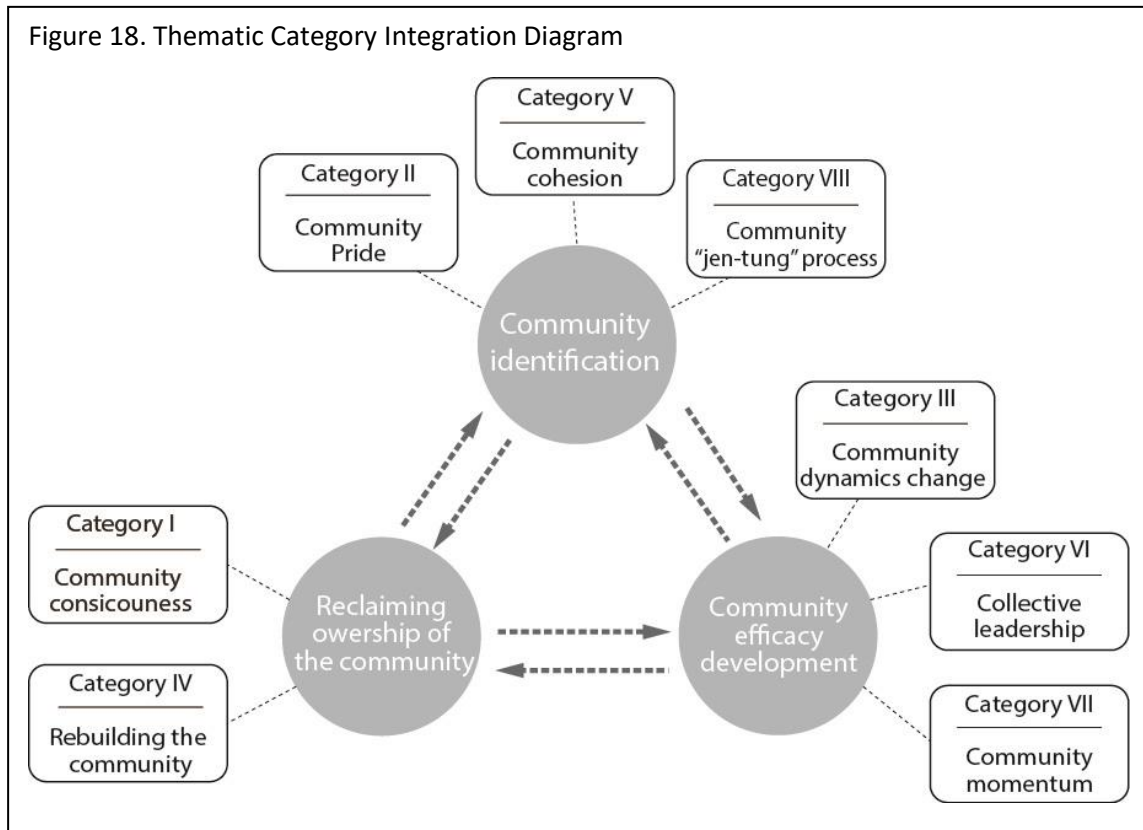 Figure 18. Thematic Category Integration Diagram
Category V
Community
cohesion
Category II
Community
Pride
Category VIII
Community
“jen-tung” process
Community
identification
Category III
Community
dynamics change
Category I
Community
consicouness
Category VI
Collective
leadership
Reclaiming
owership of
the community
Community
efficacy
development
Category IV
Rebuilding the
community
Category VII
Community
momentum